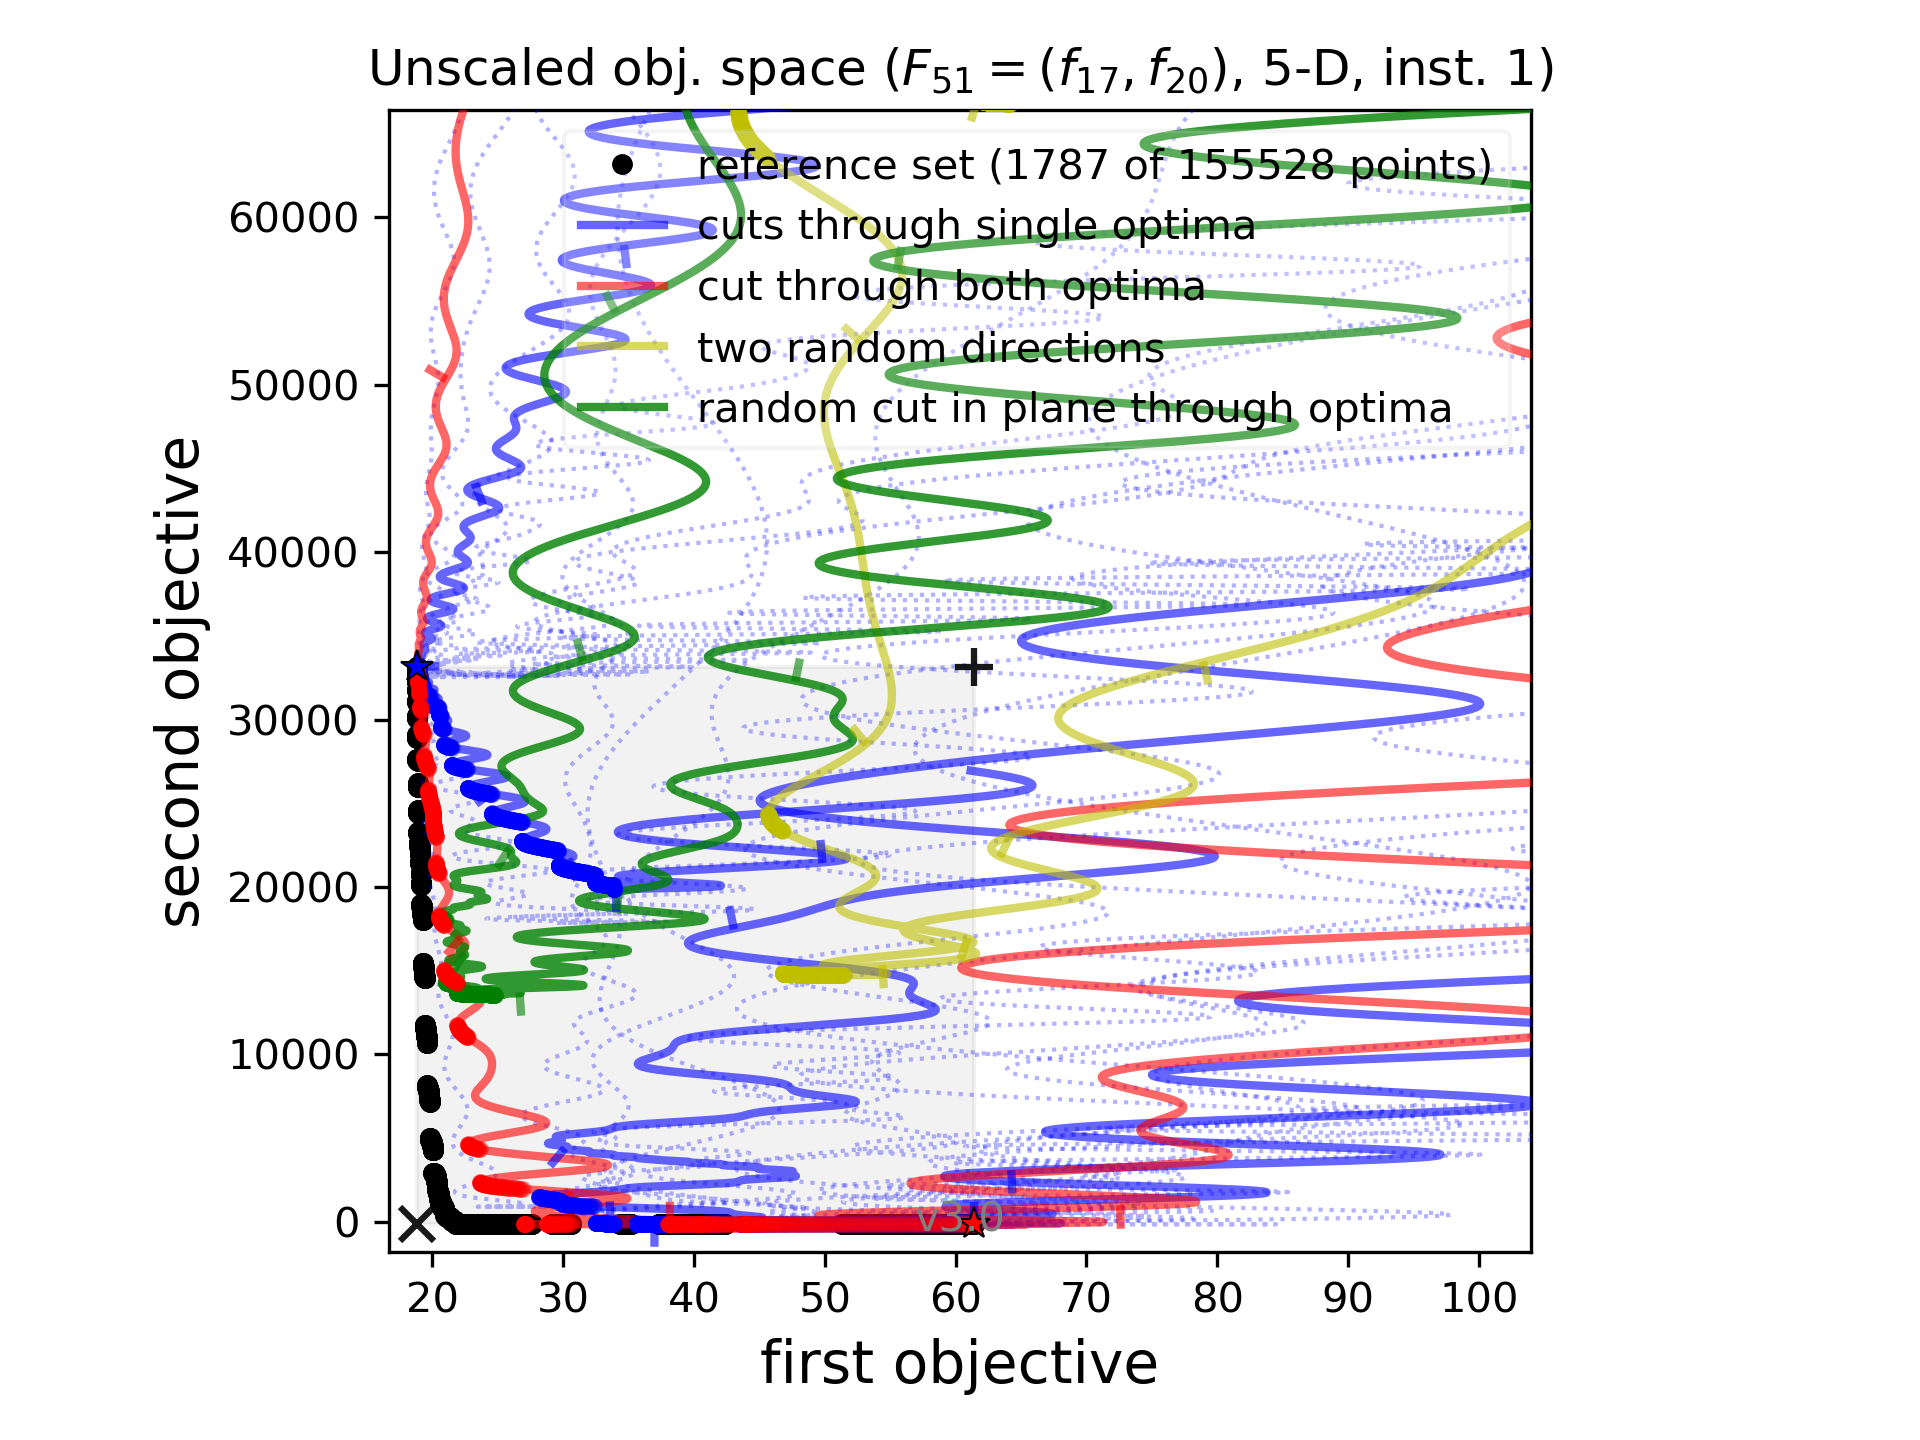 Unscaled obj. space (F51 = (f17, f20), 5-D, inst. 1)
reference set (1787 of 155528 points)
cuts through single optima
cut through both optima
two random directions
random cut in plane through optima
second objective
60000
50000
40000
30000
20000
10000
0
v3.0
20 30 40 50 60 70 80 90 100
first objective